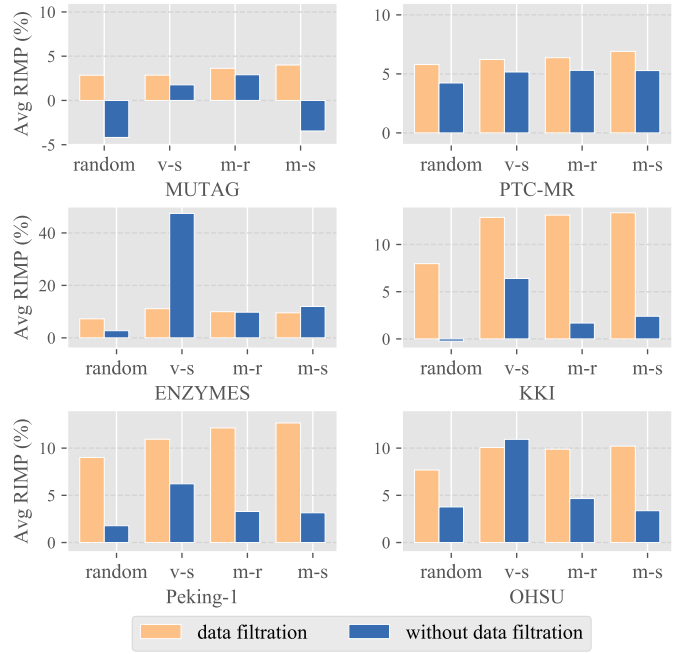 Avg RIMP (%)
10
5
0
-5
random v-s m-r m-s
MUTAG
10
5
0
random v-s m-r m-s
PTC-MR
Avg RIMP (%)
40
20
0
random v-s m-r m-s
ENZYMES
10
5
0
random v-s m-r m-s
KKI
Avg RIMP (%)
10
5
0
random v-s m-r m-s
Peking-1
10
5
0
random v-s m-r m-s
OHSU
data filtration without data filtration